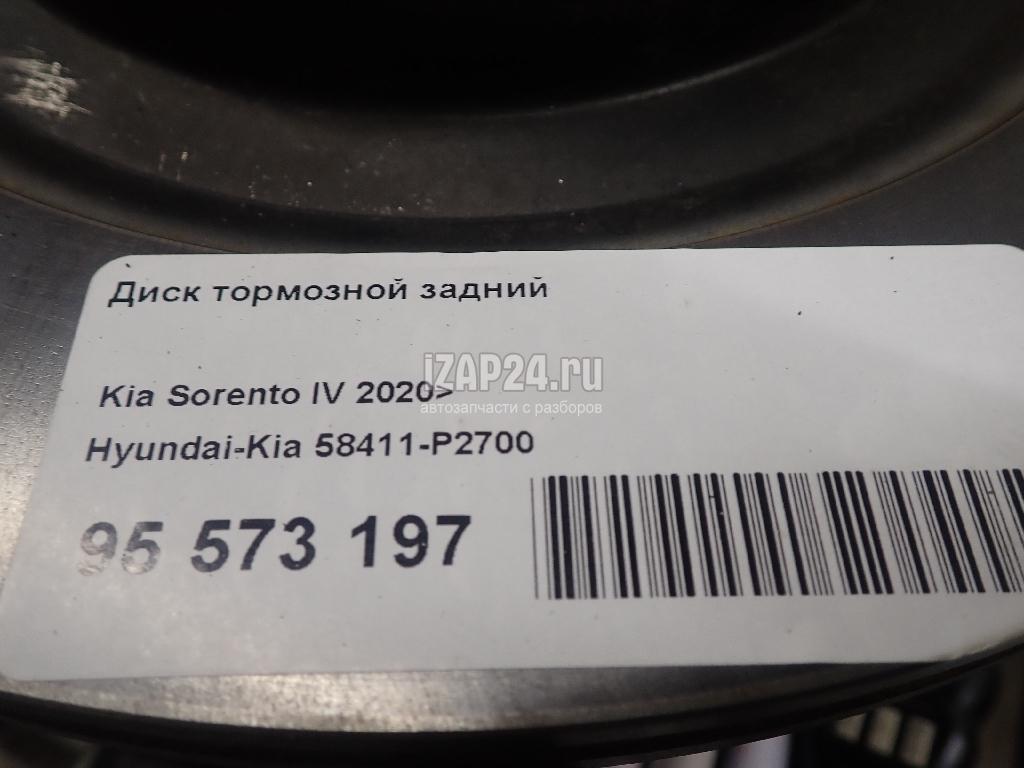 Диск тормозной задний
iZAP24.ru
Kia Sorento IV 2020>
автозапчасти с разборов
Hyundai-Kia 58411-P2700
95 573 197